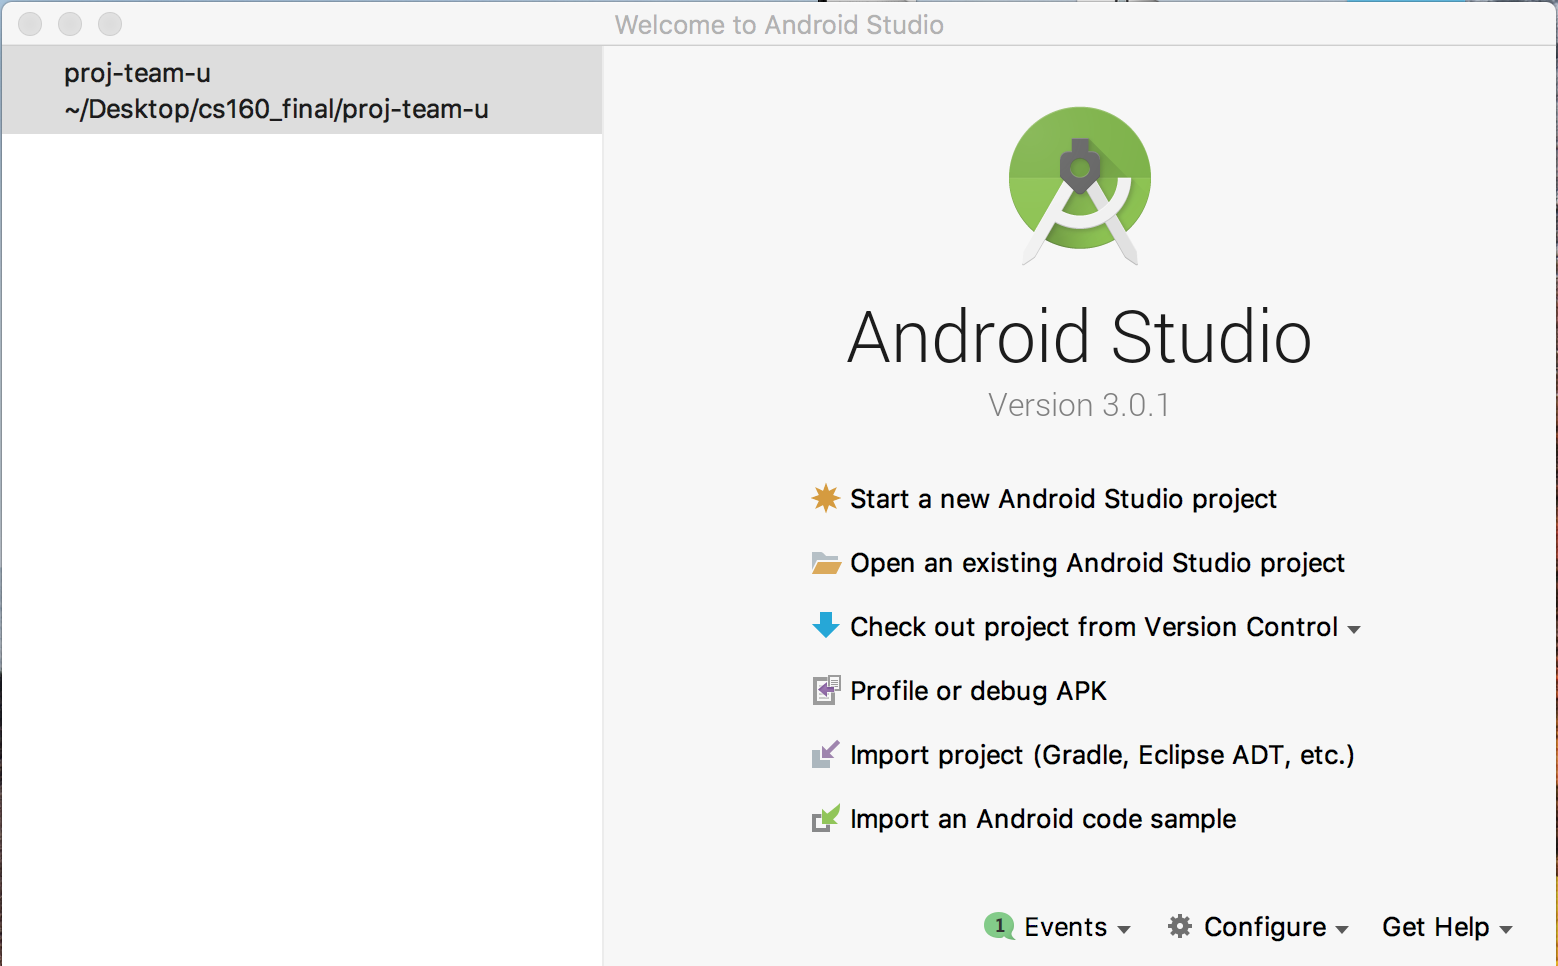 Welcome to Android Studio
proj-team-u
~/Desktop/cs160_final/proj-team-u
Android Studio
Version 3.0.1
Start a new Android Studio project
Open an existing Android Studio project
Check out project from Version Control
Profile or debug APK
Import project (Gradle, Eclipse ADT, etc.)
Import an Android code sample
1 Events Configure Get Help